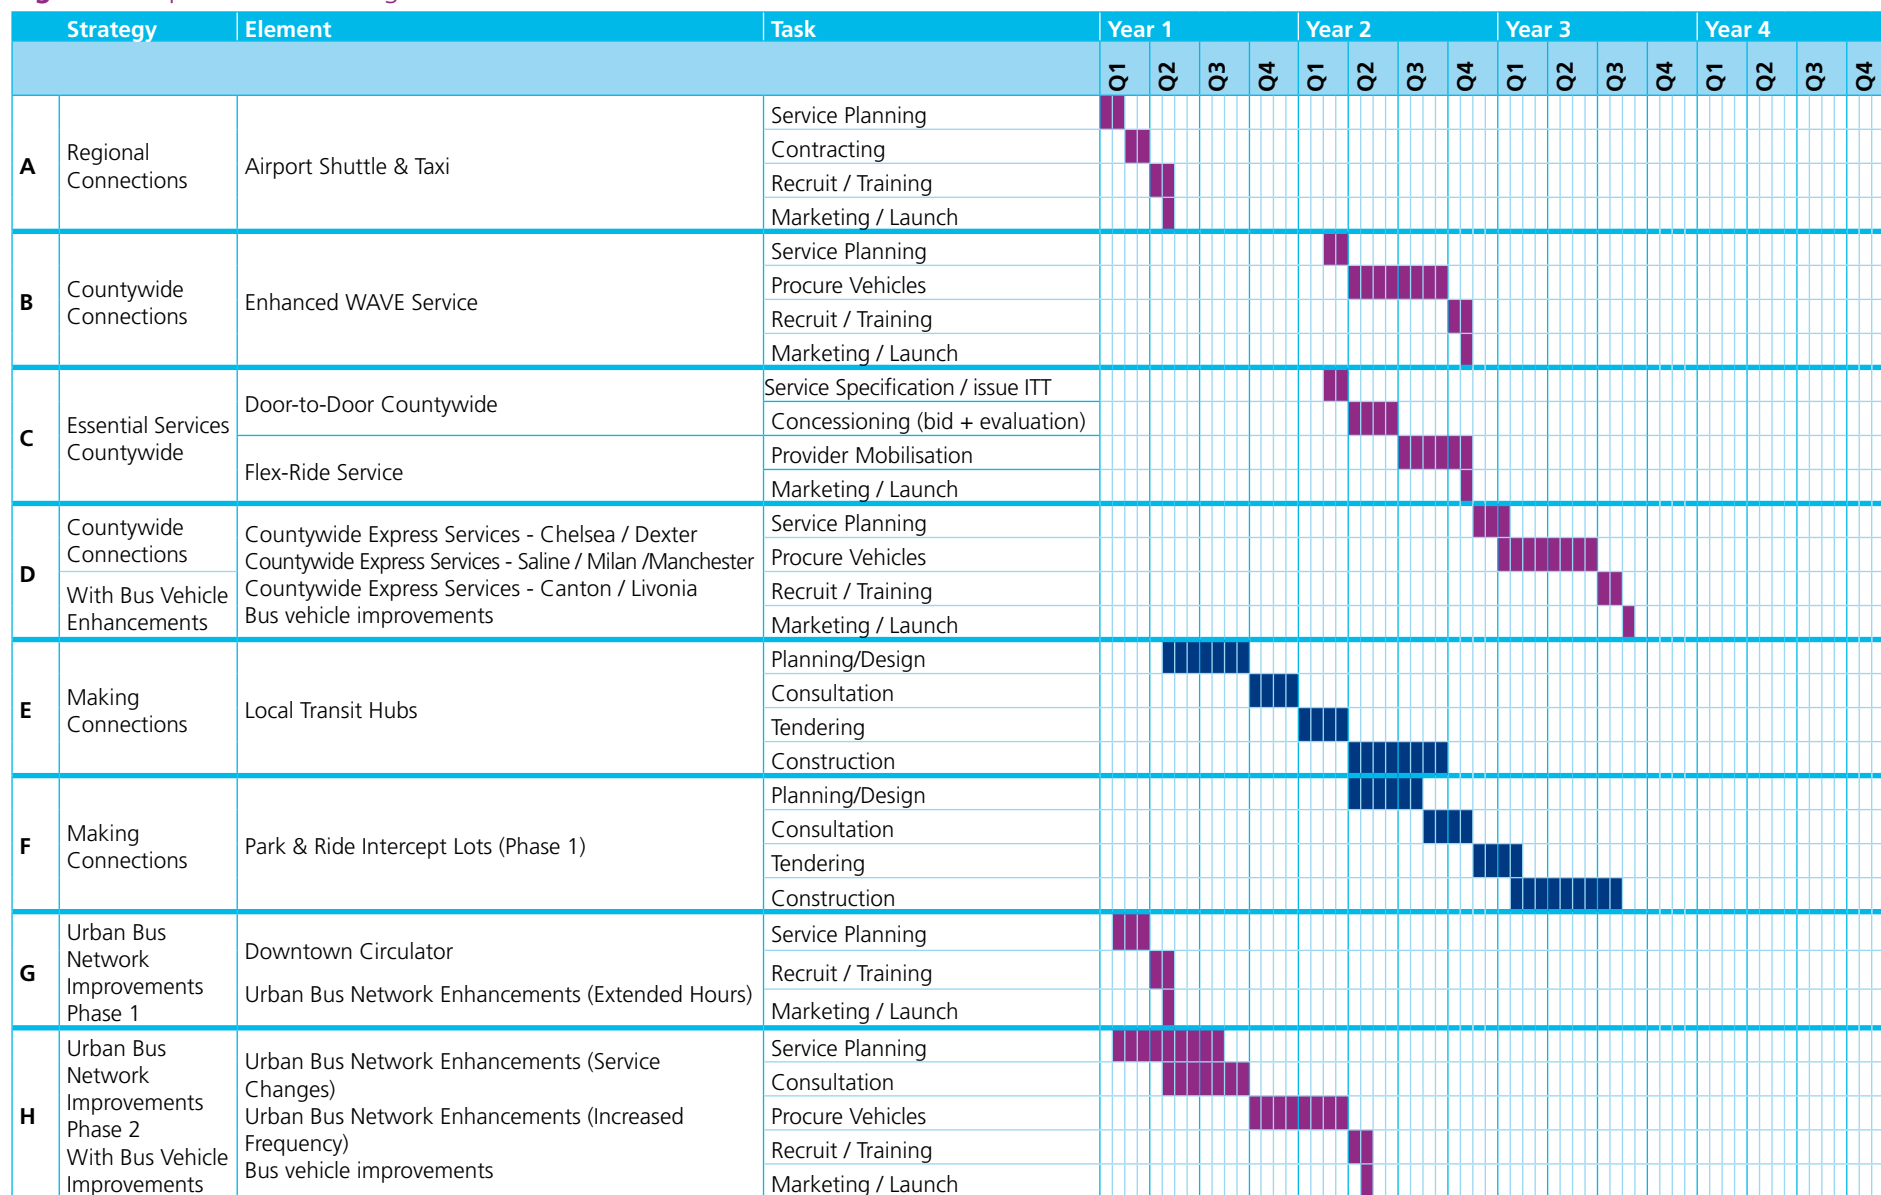 Strategy Element Task Year 1 Year 2 Year 3 Year 4
Q1 Q2 Q3 Q4 Q1 Q2 Q3 Q4 Q1 Q2 Q3 Q4 Q1 Q2 Q3 Q4
A
Regional
Connections
Airport Shuttle & Taxi
Service Planning
Contracting
Recruit / Training
Marketing / Launch
B
Countywide
Connections
Enhanced WAVE Service
Service Planning
Procure Vehicles
Recruit / Training
Marketing / Launch
C
Essential Services
Countywide
Door-to-Door Countywide
Flex-Ride Service
Service Specification / issue ITT
Concessioning (bid + evaluation)
Provider Mobilisation
Marketing / Launch
D
Countywide
Connections
With Bus Vehicle
Enhancements
Countywide Express Services - Chelsea / Dexter
Countywide Express Services - Saline / Milan /Manchester
Countywide Express Services - Canton / Livonia
Bus vehicle improvements
Service Planning
Procure Vehicles
Recruit / Training
Marketing / Launch
E
Making
Connections
Local Transit Hubs
Planning/Design
Consultation
Tendering
Construction
F
Making
Connections
Park & Ride Intercept Lots (Phase 1)
Planning/Design
Consultation
Tendering
Construction
G
Urban Bus
Network
Improvements
Phase 1
Downtown Circulator
Urban Bus Network Enhancements (Extended Hours)
Service Planning
Recruit / Training
Marketing / Launch
H
Urban Bus
Network
Improvements
Phase 2
With Bus Vehicle
Improvements
Urban Bus Network Enhancements (Service
Changes)
Urban Bus Network Enhancements (Increased
Frequency)
Bus vehicle improvements
Service Planning
Consultation
Procure Vehicles
Recruit / Training
Marketing / Launch